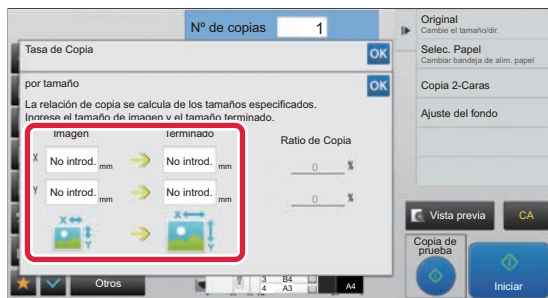 Nº de copias 1
Tasa de Copia OK
por tamaño OK
La relación de copia se calcula de los tamaños especificados.
Ingrese el tamaño de imagen y el tamaño terminado.
Imagen Terminado
Ratio de Copia
X No introd. mm No introd. mm 0 %
Y No introd. mm No introd. mm 0 %
X Y X Y
Otros
3 B4
4 A3
A4
Original
Cambie el tamaño/dir.
Selec. Papel
Cambiar bandeja de alim. papel
Copia 2-Caras
Ajuste del fondo
Vista previa CA
Copia de
prueba
Iniciar